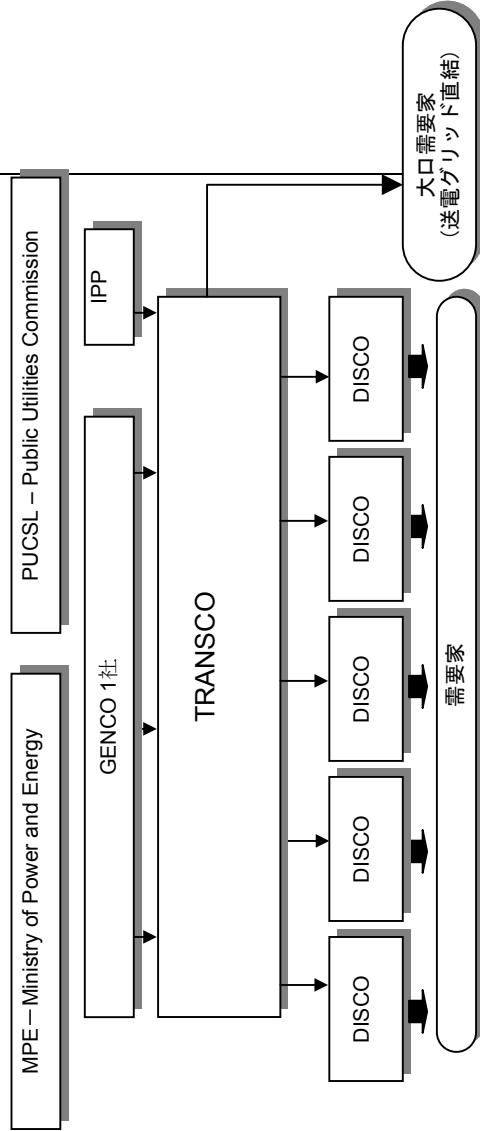 MPE－Ministry of Power and Energy
PUCSL – Public Utilities Commission
GENCO 1社
IPP
TRANSCO
DISCO
DISCO
DISCO
DISCO
DISCO
需要家
大口需要家
(送電グリッド直結)